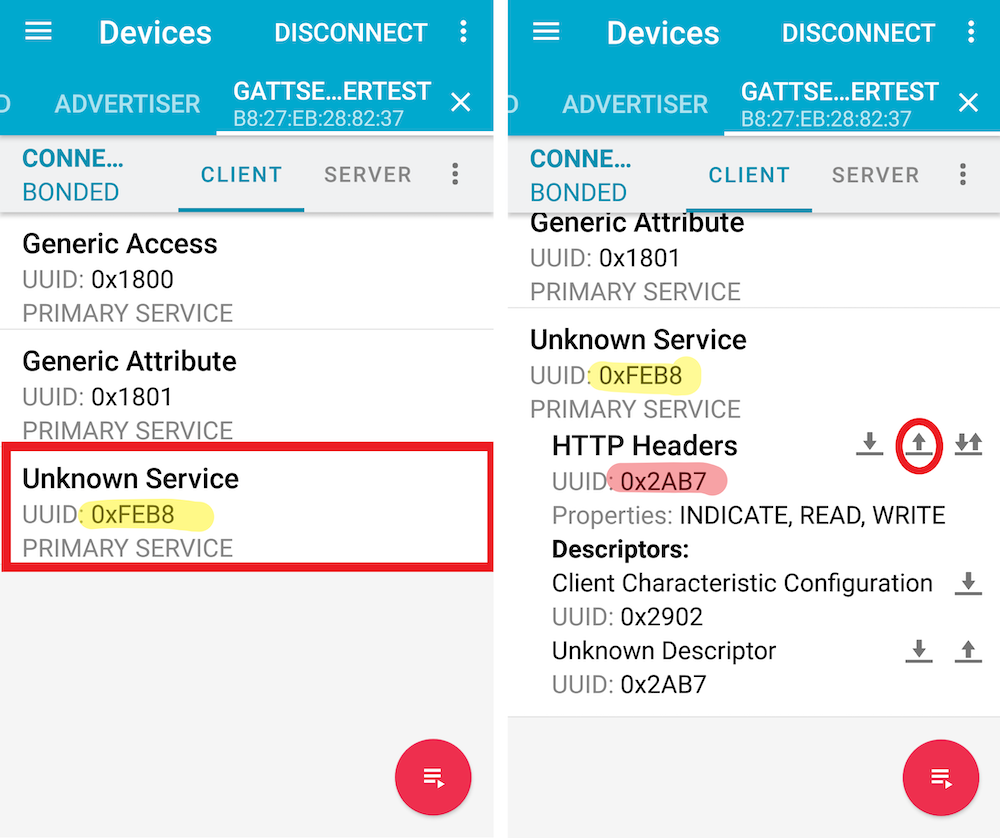 Devices DISCONNECT
D ADVERTISER GATTSE...ERTEST
B8:27:EB:28:82:37
CONNE...
BONDED
CLIENT SERVER
Generic Access
UUID: 0x1800
PRIMARY SERVICE
Generic Attribute
UUID: 0x1801
PRIMARY SERVICE
Unknown Service
UUID: 0xFEB8
PRIMARY SERVICE
Devices DISCONNECT
D ADVERTISER GATTSE...ERTEST
B8:27:EB:28:82:37
CONNE...
BONDED
CLIENT SERVER
Generic Attribute
UUID: 0x1801
PRIMARY SERVICE
Unknown Service
UUID: 0xFEB8
PRIMARY SERVICE
HTTP Headers
UUID: 0x2AB7
Properties: INDICATE, READ, WRITE
Descriptors:
Client Characteristic Configuration
UUID: 0x2902
Unknown Descriptor
UUID: 0x2AB7